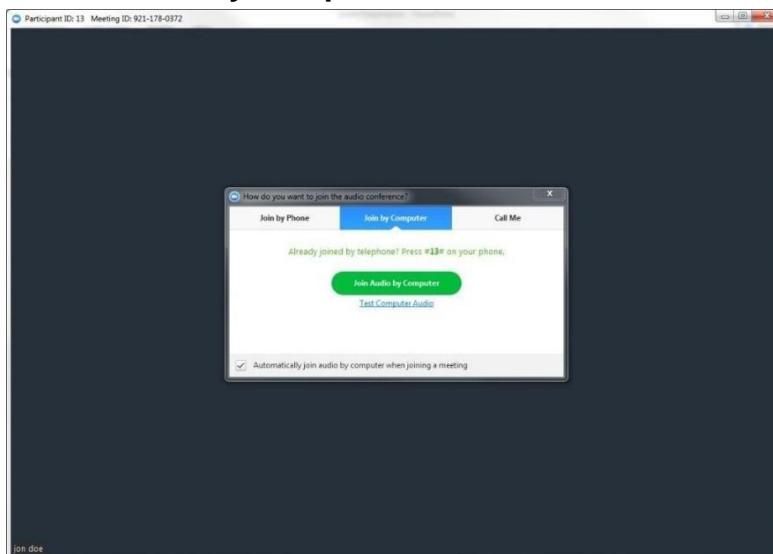 Participant ID: 13 Meeting ID: 921-178-0372
How do you want to join the audio conference?
Join by Phone Join by Computer Call Me
Already joined by telephone? Press #13# on your phone.
Join Audio by Computer
Test Computer Audio
Automatically join audio by computer when joining a meeting
jon doe